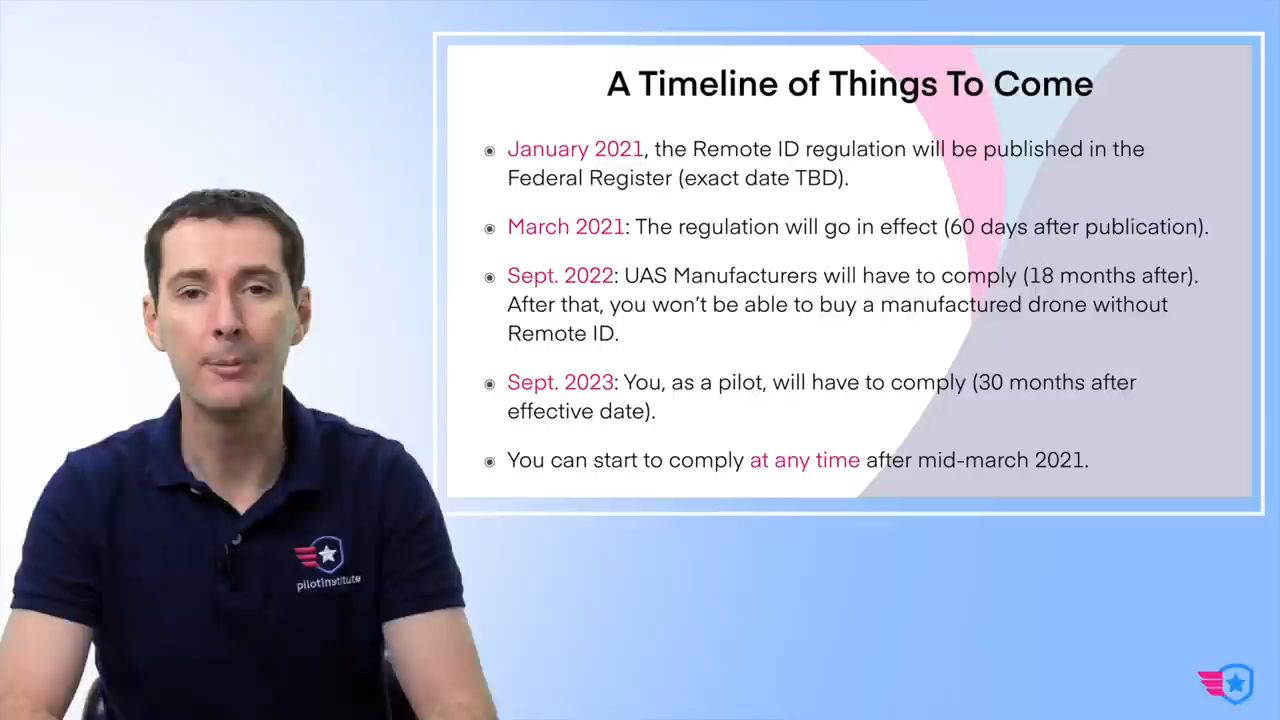 A Timeline of Things To Come
January 2021, the Remote ID regulation will be published in the
Federal Register (exact date TBD).
March 2021: The regulation will go in effect (60 days after publication).
Sept. 2022: UAS Manufacturers will have to comply (18 months after).
After that, you won't be able to buy a manufactured drone without
Remote ID.
Sept. 2023: You, as a pilot, will have to comply (30 months after
effective date).
You can start to comply at any time after mid-march 2021.
pilotinstitute